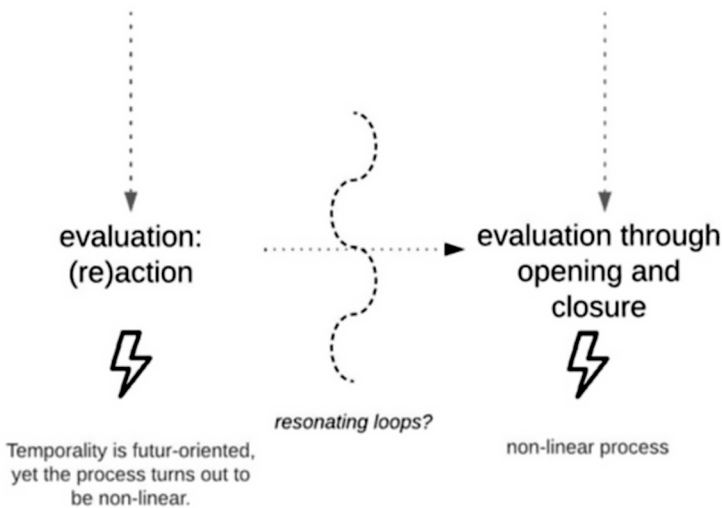 evaluation:
(re)action
evaluation through
opening and
closure
resonating loops?
Temporality is futur-oriented,
yet the process turns out to
be non-linear.
non-linear process